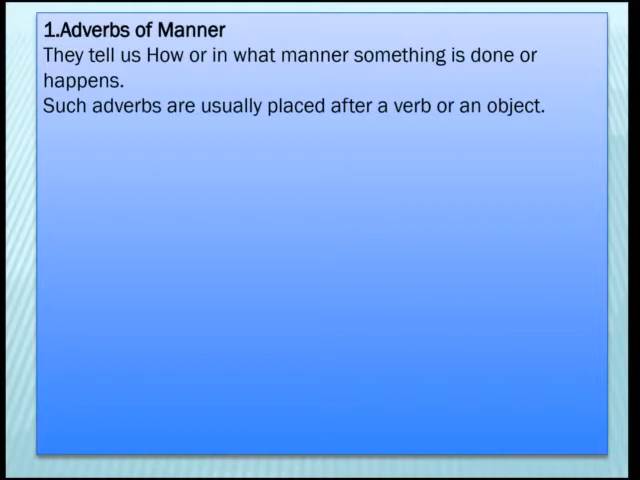 1.Adverbs of Manner
They tell us How or in what manner something is done or
happens.
Such adverbs are usually placed after a verb or an object.